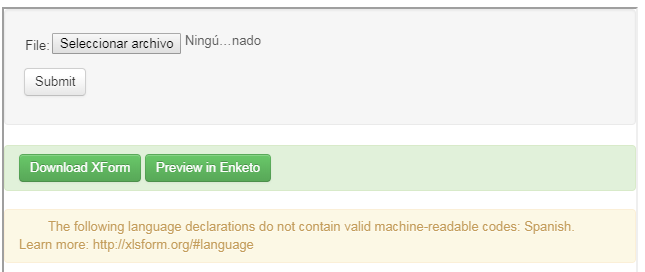 File: Seleccionar archivo Ningú...nado
Submit
Download XForm Preview in Enketo
The following language declarations do not contain valid machine-readable codes: Spanish.
Learn more: http://xlsform.org/#language